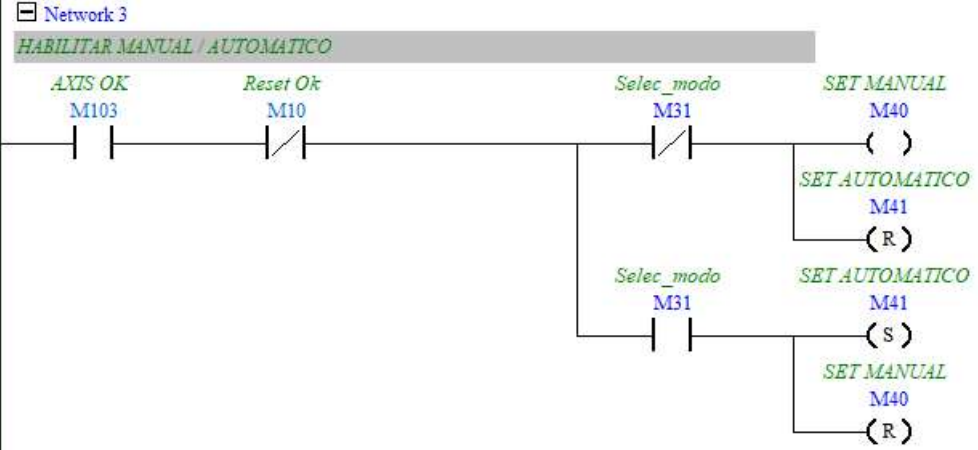 Network 3
HABILITAR MANUAL / AUTOMATICO
AXIS OK Reset Ok Selec_modo SET MANUAL
M103 M10 M31 M40
SET AUTOMATICO
M41
R
Selec_modo SET AUTOMATICO
M31 M41
S
SET MANUAL
M40
R